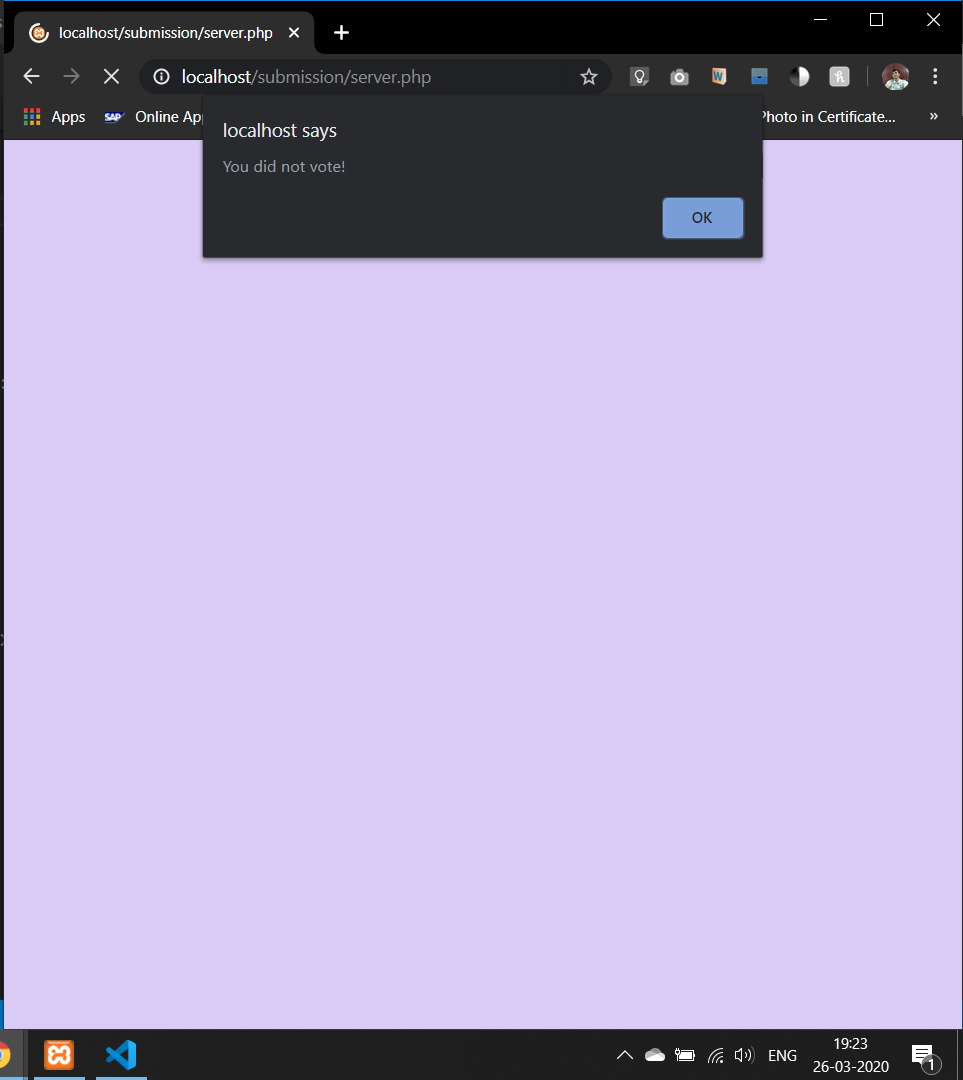 localhost/submission/server.php
localhost/submission/server.php
Apps
SAP
Online App
Photo in Certificate...
localhost says
You did not vote!
OK
ENG
19:23
26-03-2020
1